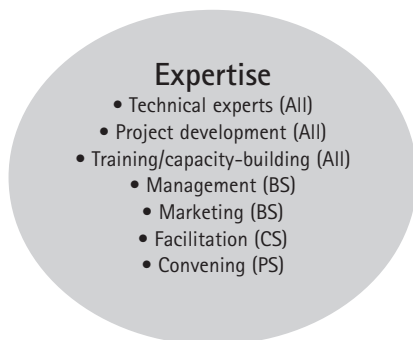 Expertise
• Technical experts (All)
• Project development (All)
• Training/capacity-building (All)
• Management (BS)
• Marketing (BS)
• Facilitation (CS)
• Convening (PS)